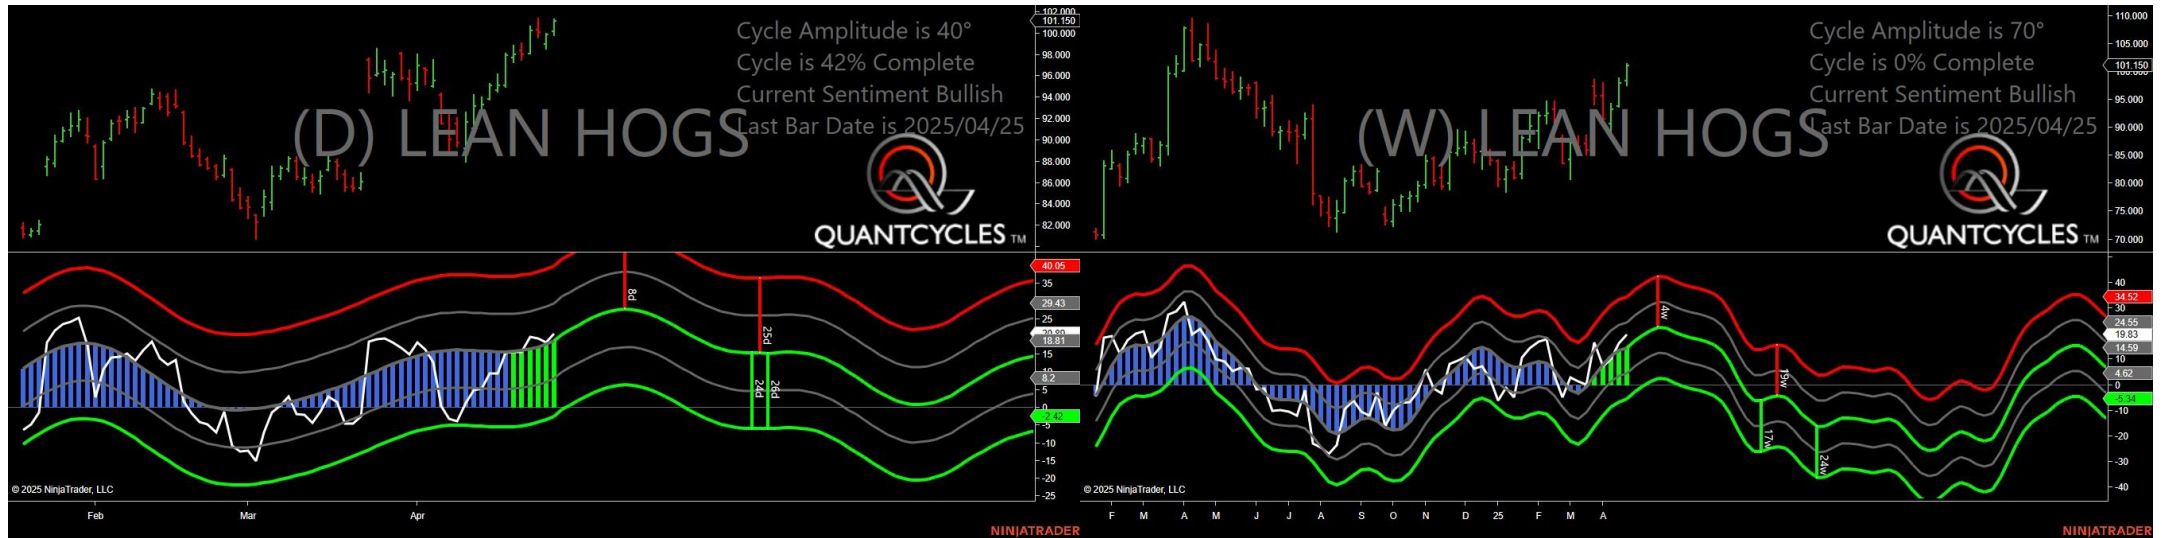 Cycle Amplitude is 40°
Cycle is 42% Complete
Current Sentiment Bullish
Last Bar Date is 2025/04/25
(D) LEAN HOGS
QUANTCYCLES TM
102.000
101.150
100.000
98.000
96.000
94.000
92.000
90.000
88.000
86.000
84.000
82.000
40.05
35
29.43
25
18.81
15
8.2
5
0
-2.42
-5
-10
-15
-20
-25
8d
25d
24d
26d
© 2025 NinjaTrader, LLC
Feb
Mar
Apr
NINJATRADER
Cycle Amplitude is 70°
Cycle is 0% Complete
Current Sentiment Bullish
Last Bar Date is 2025/04/25
(W) LEAN HOGS
QUANTCYCLES TM
110.000
105.000
101.150
95.000
90.000
85.000
80.000
75.000
70.000
40
34.52
30
24.55
19.83
14.59
10
4.62
0
-5.34
-10
-20
-30
-40
4w
19w
17w
24w
© 2025 NinjaTrader, LLC
F
M
A
M
J
J
A
S
O
N
D
25
F
M
A
NINJATRADER